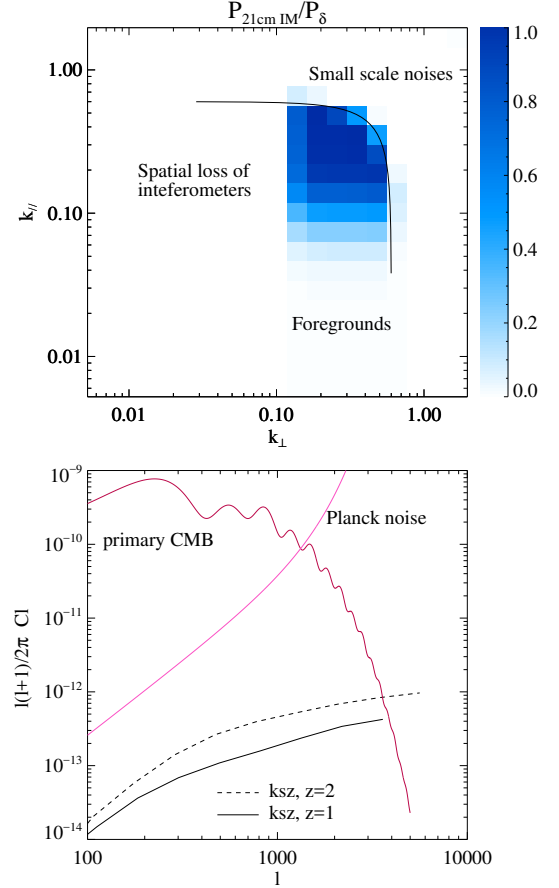 P21cm IM/Pδ
1.00
0.10
0.01
k//
Small scale noises
Spatial loss of
inteferometers
Foregrounds
0.01 0.10 1.00
k⊥
1.0
0.8
0.6
0.4
0.2
0.0
10⁻⁹
10⁻¹⁰
10⁻¹¹
10⁻¹²
10⁻¹³
10⁻¹⁴
l(l+1)/2π Cl
primary CMB
Planck noise
ksz, z=2
ksz, z=1
100 1000 10000
l